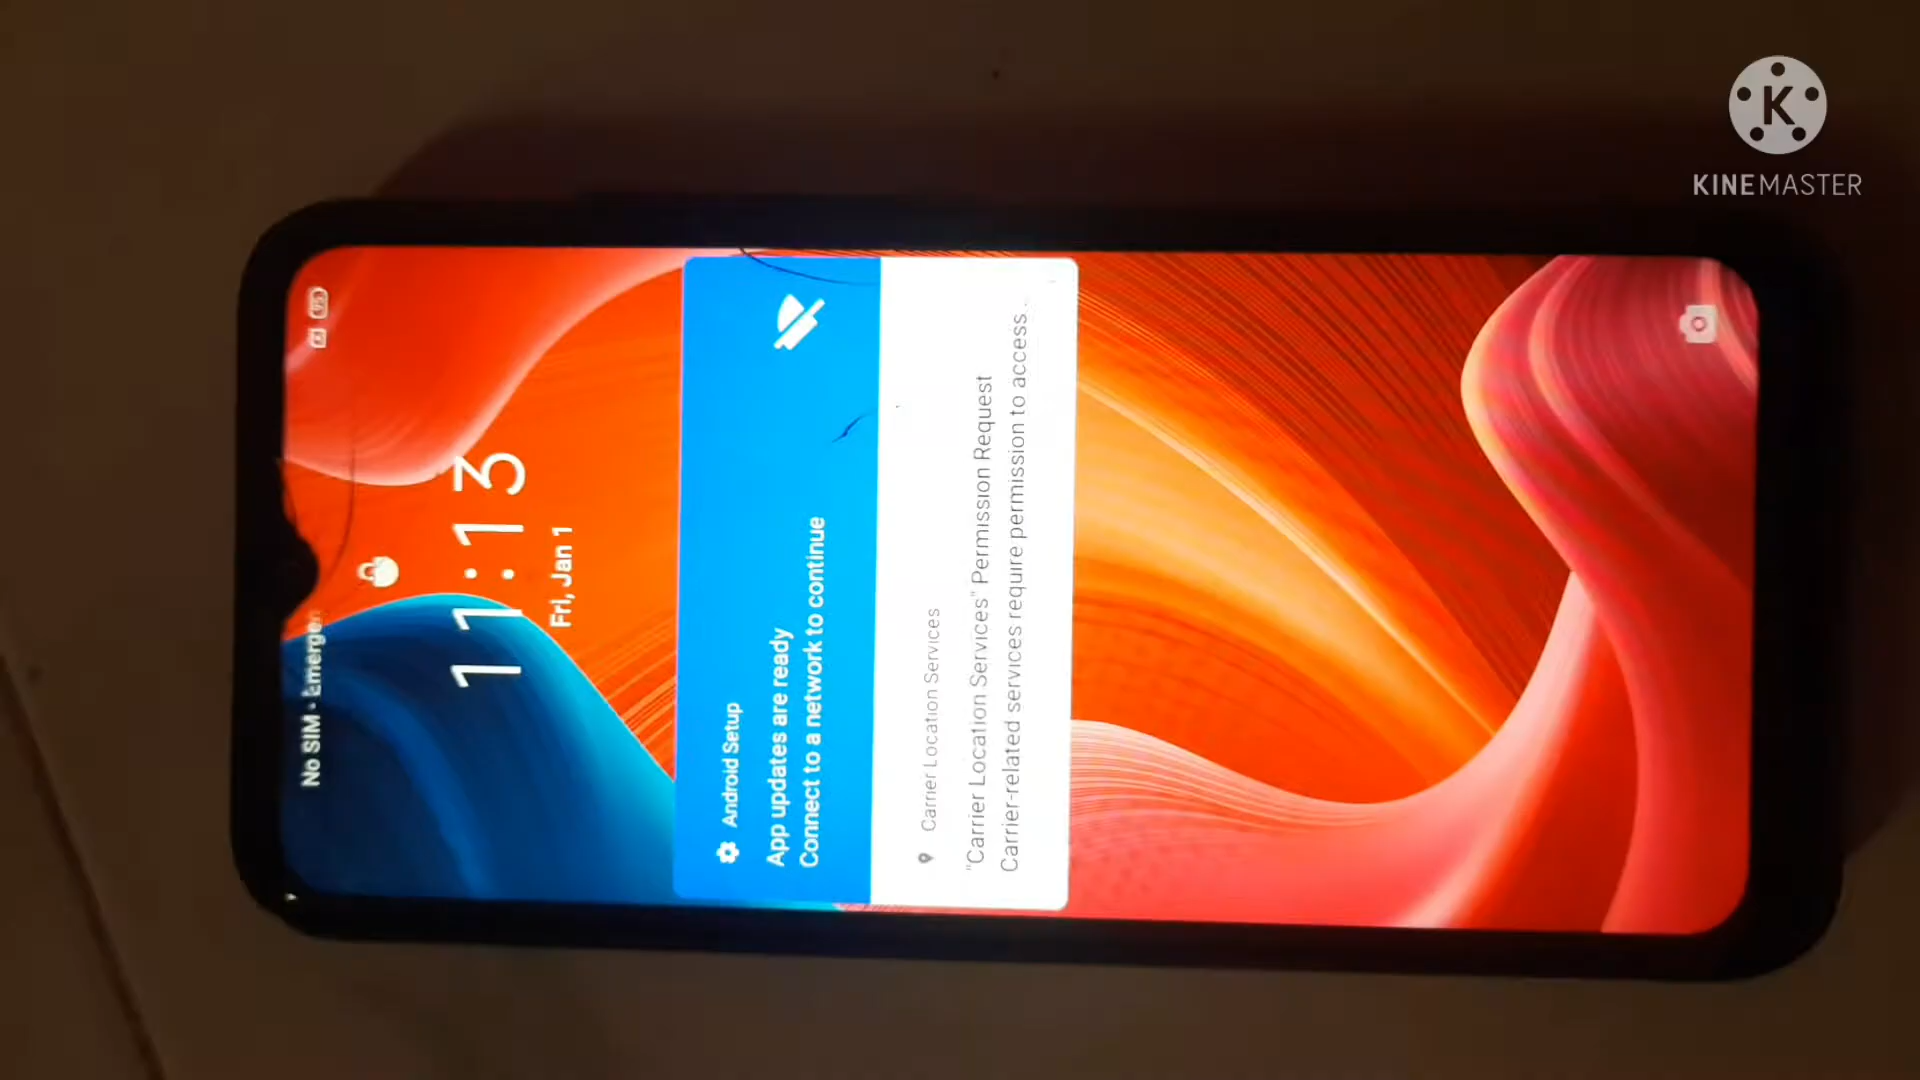 KINEMASTER
No SIM - Emergen
11:13
Fri, Jan 1
Android Setup
App updates are ready
Connect to a network to continue
Carrier Location Services
"Carrier Location Services" Permission Request
Carrier-related services require permission to access...